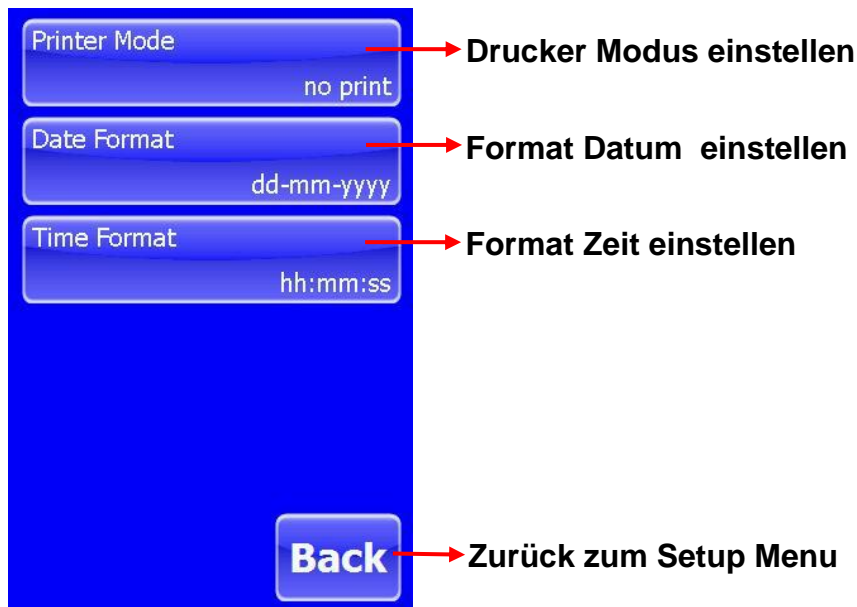 Printer Mode
Drucker Modus einstellen
no print
Date Format
Format Datum einstellen
dd-mm-yyyy
Time Format
Format Zeit einstellen
hh:mm:ss
Back
Zurück zum Setup Menu